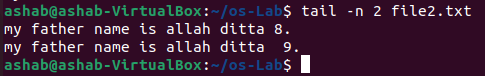 ashab@ashab-VirtualBox:~/os-Lab$ tail -n 2 file2.txt
my father name is allah ditta 8.
my father name is allah ditta  9.
ashab@ashab-VirtualBox:~/os-Lab$